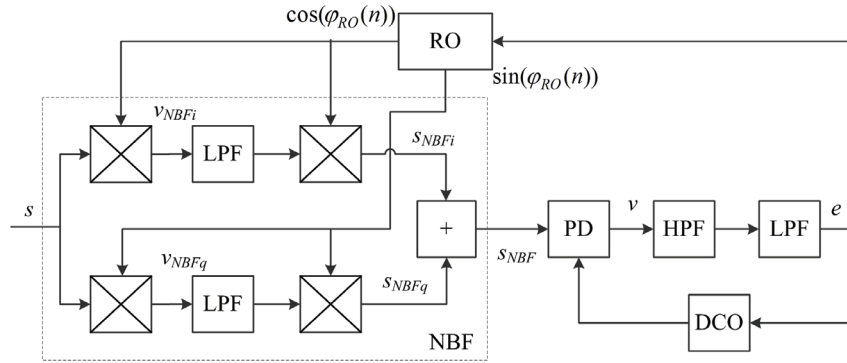 cos(φRO(n))
RO
sin(φRO(n))
vNBFi
LPF
sNBFi
s
+
sNBF
PD
v
HPF
LPF
e
vNBFq
LPF
sNBFq
NBF
DCO